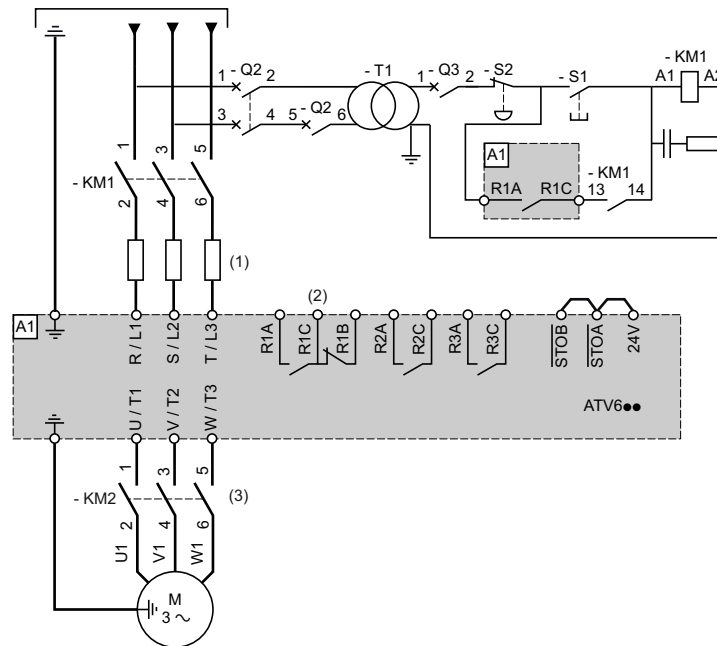 - Q2
1
2
- T1
1
- Q3
2
- S2
- S1
- KM1
A1
A2
3
4
5
- Q2
6
A1
R1A
R1C
- KM1
13
14
1
3
5
- KM1
2
4
6
(1)
(2)
A1
R / L1
S / L2
T / L3
R1A
R1C
R1B
R2A
R2C
R3A
R3C
STOB
STOA
24V
U / T1
V / T2
W / T3
ATV6●●
1
3
5
- KM2
(3)
2
4
6
U1
V1
W1
M
3 ~